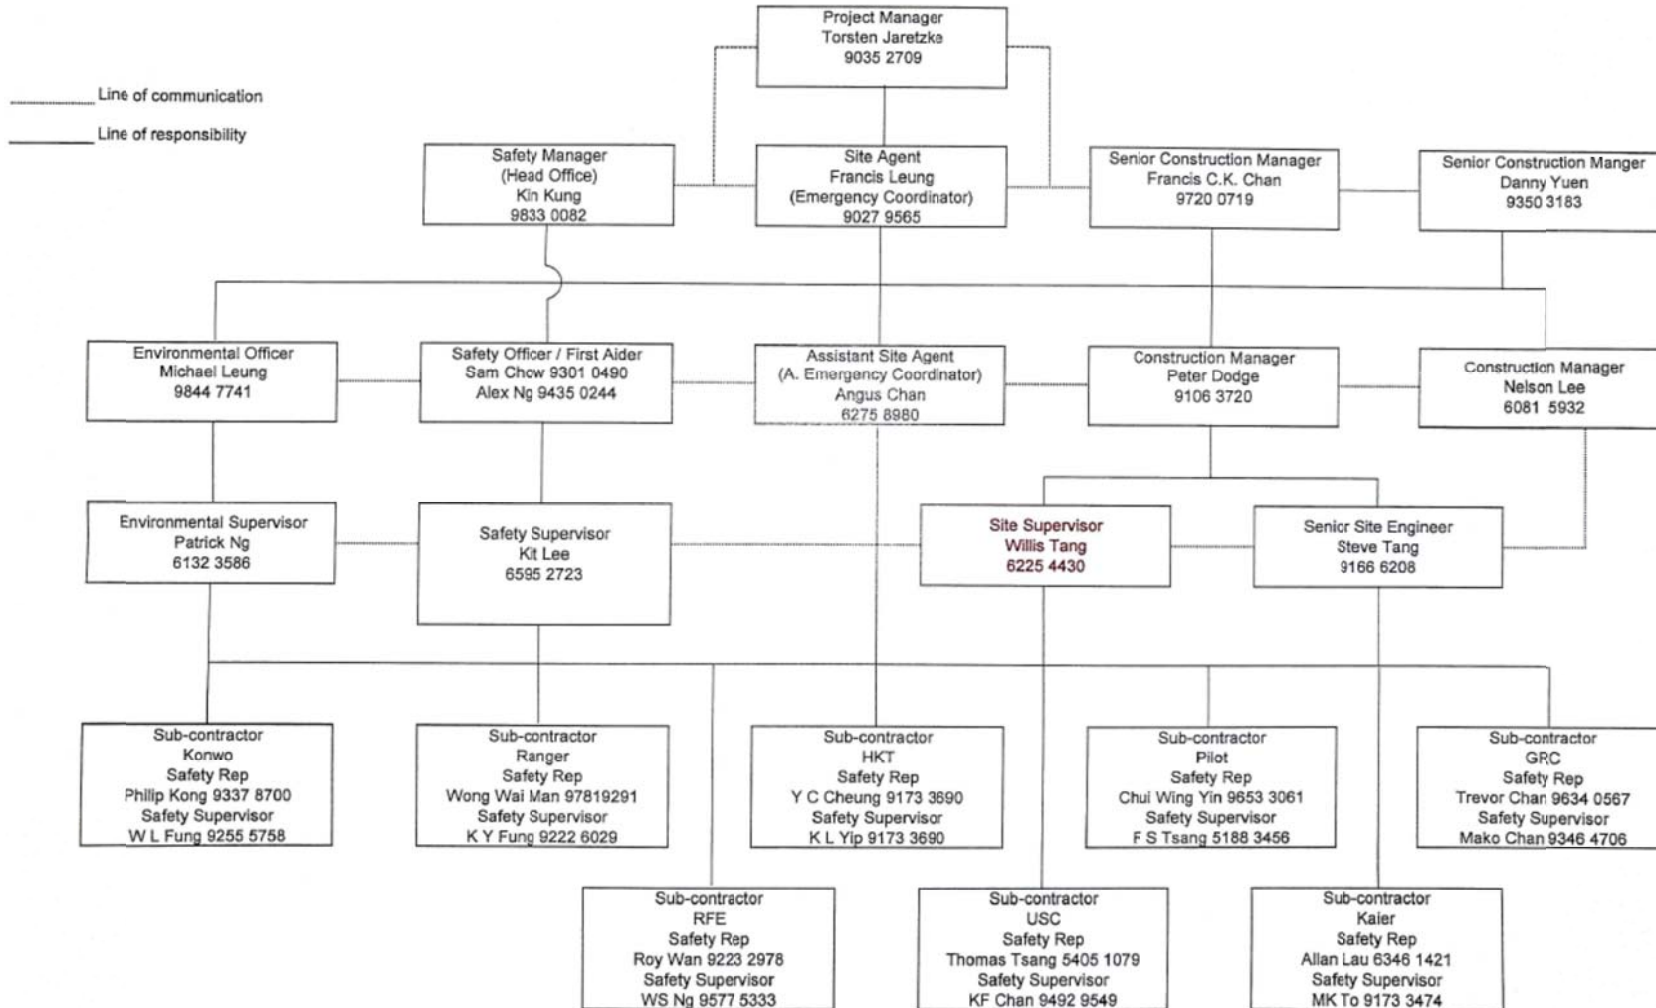 Project Manager
Torsten Jaretzke
9035 2709
Line of communication
Line of responsibility
Safety Manager
(Head Office)
Kin Kung
9833 0082
Site Agent
Francis Leung
(Emergency Coordinator)
9027 9565
Senior Construction Manager
Francis C.K. Chan
9720 0719
Senior Construction Manger
Danny Yuen
9350 3183
Environmental Officer
Michael Leung
9844 7741
Safety Officer / First Aider
Sam Chow 9301 0490
Alex Ng 9435 0244
Assistant Site Agent
(A. Emergency Coordinator)
Angus Chan
6275 8980
Construction Manager
Peter Dodge
9106 3720
Construction Manager
Nelson Lee
6081 5932
Environmental Supervisor
Patrick Ng
6132 3586
Safety Supervisor
Kit Lee
6595 2723
Site Supervisor
Willis Tang
6225 4430
Senior Site Engineer
Steve Tang
9166 6208
Sub-contractor
Konwo
Safety Rep
Philip Kong 9337 8700
Safety Supervisor
W L Fung 9255 5758
Sub-contractor
Ranger
Safety Rep
Wong Wai Man 97819291
Safety Supervisor
K Y Fung 9222 6029
Sub-contractor
HKT
Safety Rep
Y C Cheung 9173 3690
Safety Supervisor
K L Yip 9173 3690
Sub-contractor
Pilot
Safety Rep
Chui Wing Yin 9653 3061
Safety Supervisor
F S Tsang 5188 3456
Sub-contractor
GRC
Safety Rep
Trevor Chan 9634 0567
Safety Supervisor
Mako Chan 9346 4706
Sub-contractor
RFE
Safety Rep
Roy Wan 9223 2978
Safety Supervisor
WS Ng 9577 5333
Sub-contractor
USC
Safety Rep
Thomas Tsang 5405 1079
Safety Supervisor
KF Chan 9492 9549
Sub-contractor
Kaier
Safety Rep
Allan Lau 6346 1421
Safety Supervisor
MK To 9173 3474